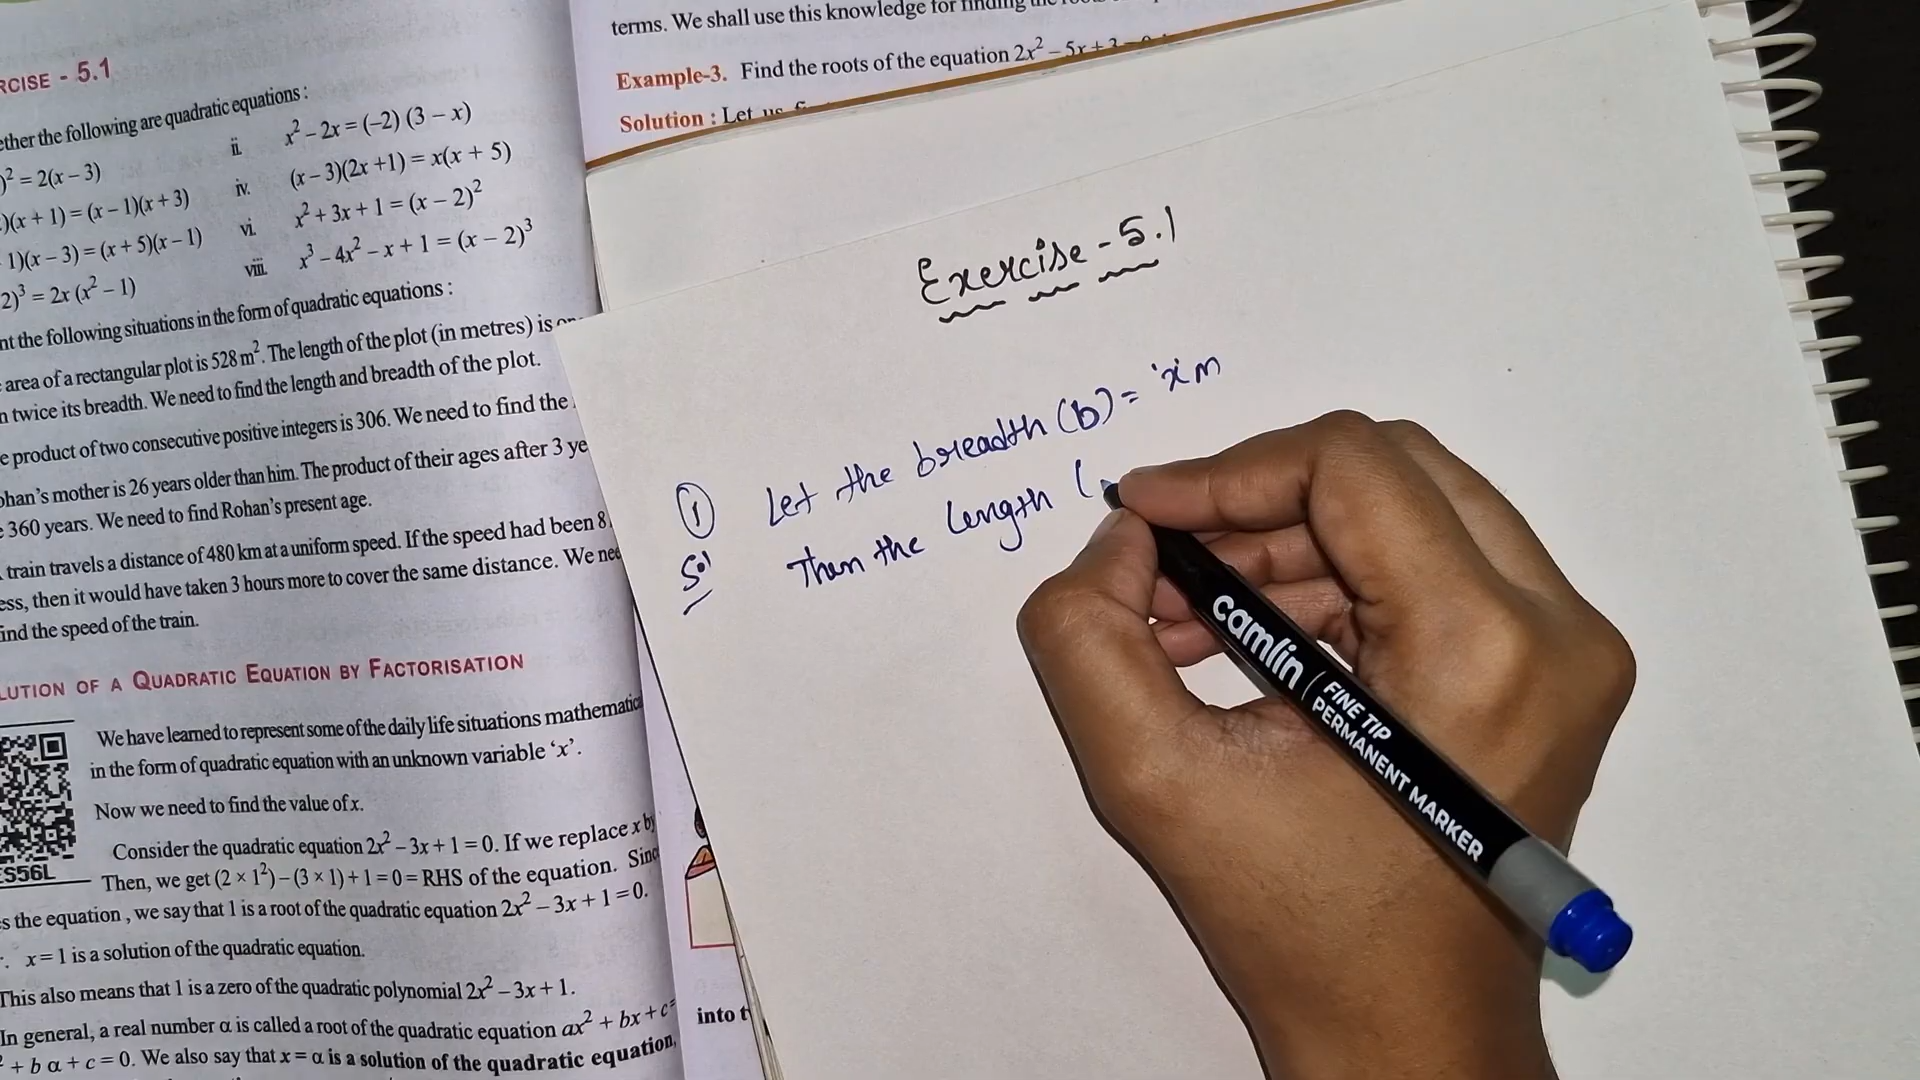 RCISE - 5.1
ether the following are quadratic equations :
)² = 2(x – 3)
ii. x² – 2x = (–2) (3 – x)
)(x + 1) = (x – 1)(x + 3)
iv. (x – 3)(2x +1) = x(x + 5)
1)(x – 3) = (x + 5)(x – 1)
vi. x² + 3x + 1 = (x – 2)²
2)³ = 2x (x² – 1)
viii. x³ – 4x² – x + 1 = (x – 2)³
nt the following situations in the form of quadratic equations :
area of a rectangular plot is 528 m². The length of the plot (in metres) is
n twice its breadth. We need to find the length and breadth of the plot.
e product of two consecutive positive integers is 306. We need to find the
ohan's mother is 26 years older than him. The product of their ages after 3 ye
360 years. We need to find Rohan's present age.
train travels a distance of 480 km at a uniform speed. If the speed had been 8
ess, then it would have taken 3 hours more to cover the same distance. We nee
ind the speed of the train.
LUTION OF A QUADRATIC EQUATION BY FACTORISATION
We have learned to represent some of the daily life situations mathematica
in the form of quadratic equation with an unknown variable ‘x’.
Now we need to find the value of x.
Consider the quadratic equation 2x² – 3x + 1 = 0. If we replace x by
ES56L
Then, we get (2 × 1²) – (3 × 1) + 1 = 0 = RHS of the equation. Sinc
s the equation , we say that 1 is a root of the quadratic equation 2x² – 3x + 1 = 0.
x = 1 is a solution of the quadratic equation.
This also means that 1 is a zero of the quadratic polynomial 2x² – 3x + 1.
In general, a real number α is called a root of the quadratic equation ax² + bx + c =
+ b α + c = 0. We also say that x = α is a solution of the quadratic equation,
terms. We shall use this knowledge for finding the
Example-3. Find the roots of the equation 2x² – 5x + 3 = 0
Solution : Let us
into t
Exercise - 5.1
① Let the breadth (b) = 'x' m
Sol Then the length (
camlin
FINE TIP
PERMANENT MARKER